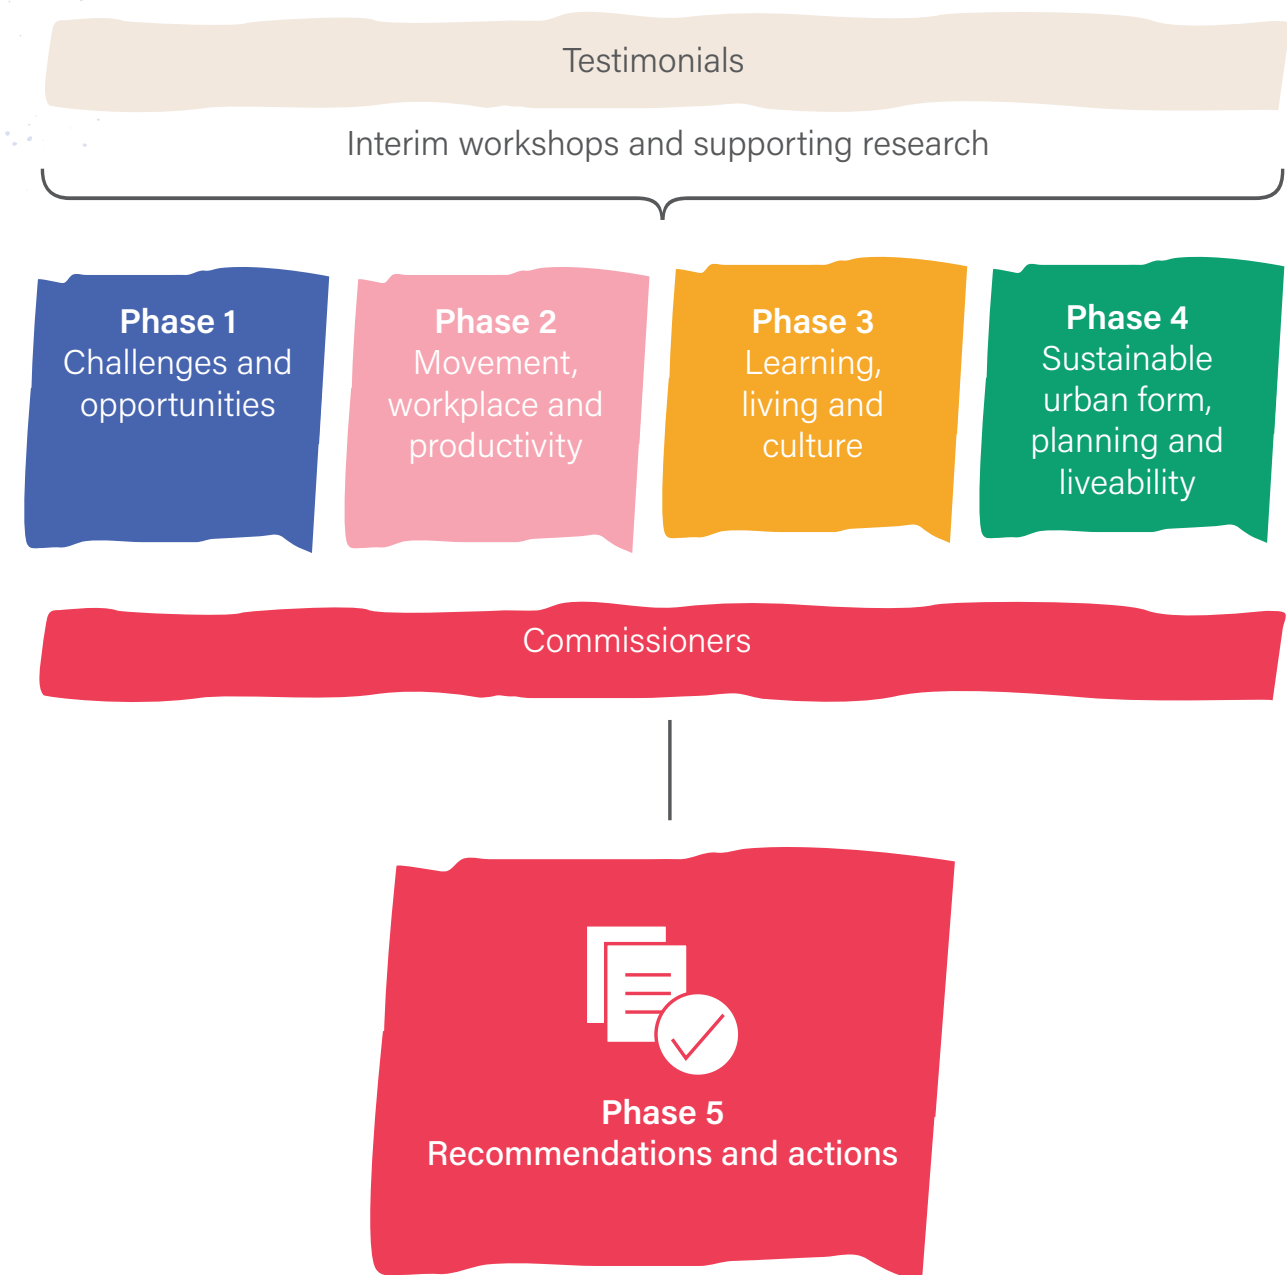 Testimonials
Interim workshops and supporting research
Phase 1
Challenges and
opportunities
Phase 2
Movement,
workplace and
productivity
Phase 3
Learning,
living and
culture
Phase 4
Sustainable
urban form,
planning and
liveability
Commissioners
Phase 5
Recommendations and actions